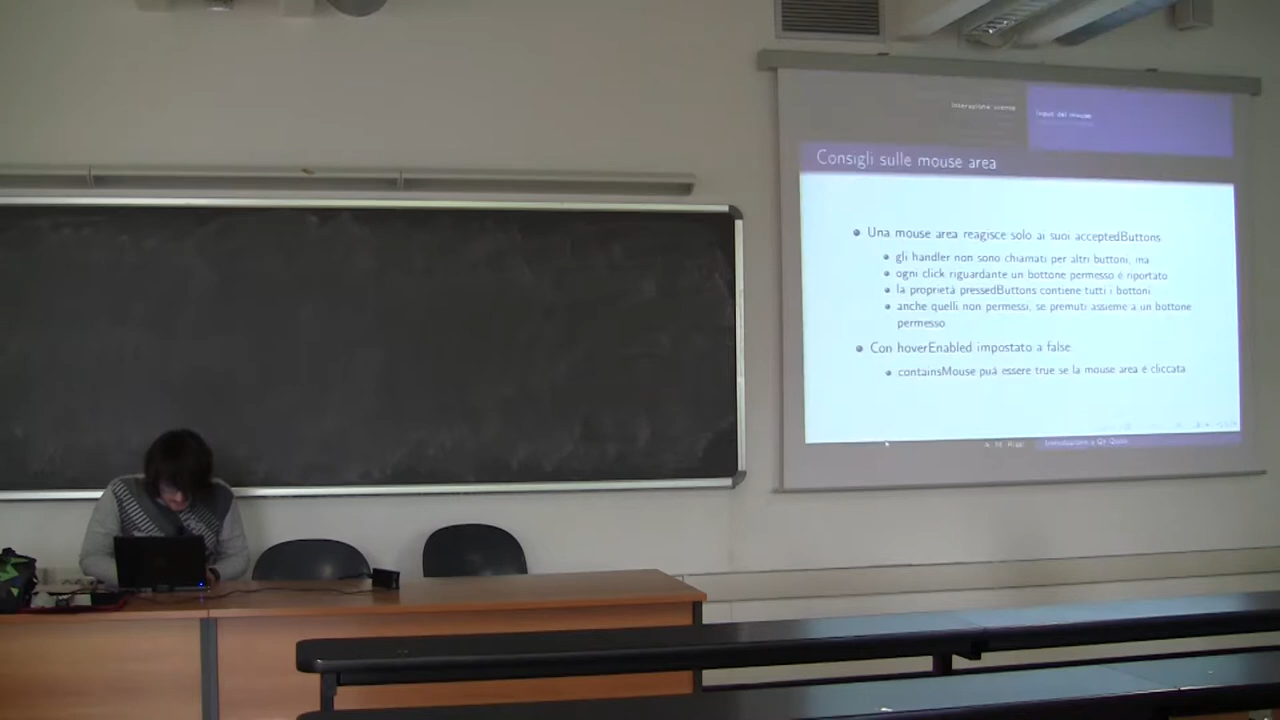 Interazione utente
Input del mouse
Consigli sulle mouse area
Una mouse area reagisce solo ai suoi acceptedButtons
gli handler non sono chiamati per altri buttoni, ma
ogni click riguardante un bottone permesso è riportato
la proprietà pressedButtons contiene tutti i bottoni
anche quelli non permessi, se premuti assieme a un bottone
permesso
Con hoverEnabled impostato a false
containsMouse puà essere true se la mouse area è cliccata
Introduzione a Qt Quick